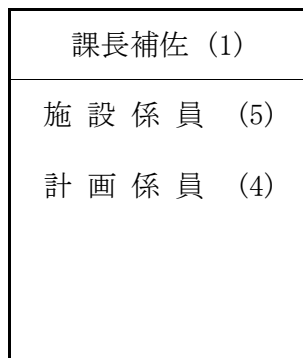 課長補佐 (1)
施 設 係 員 (5)
計 画 係 員 (4)